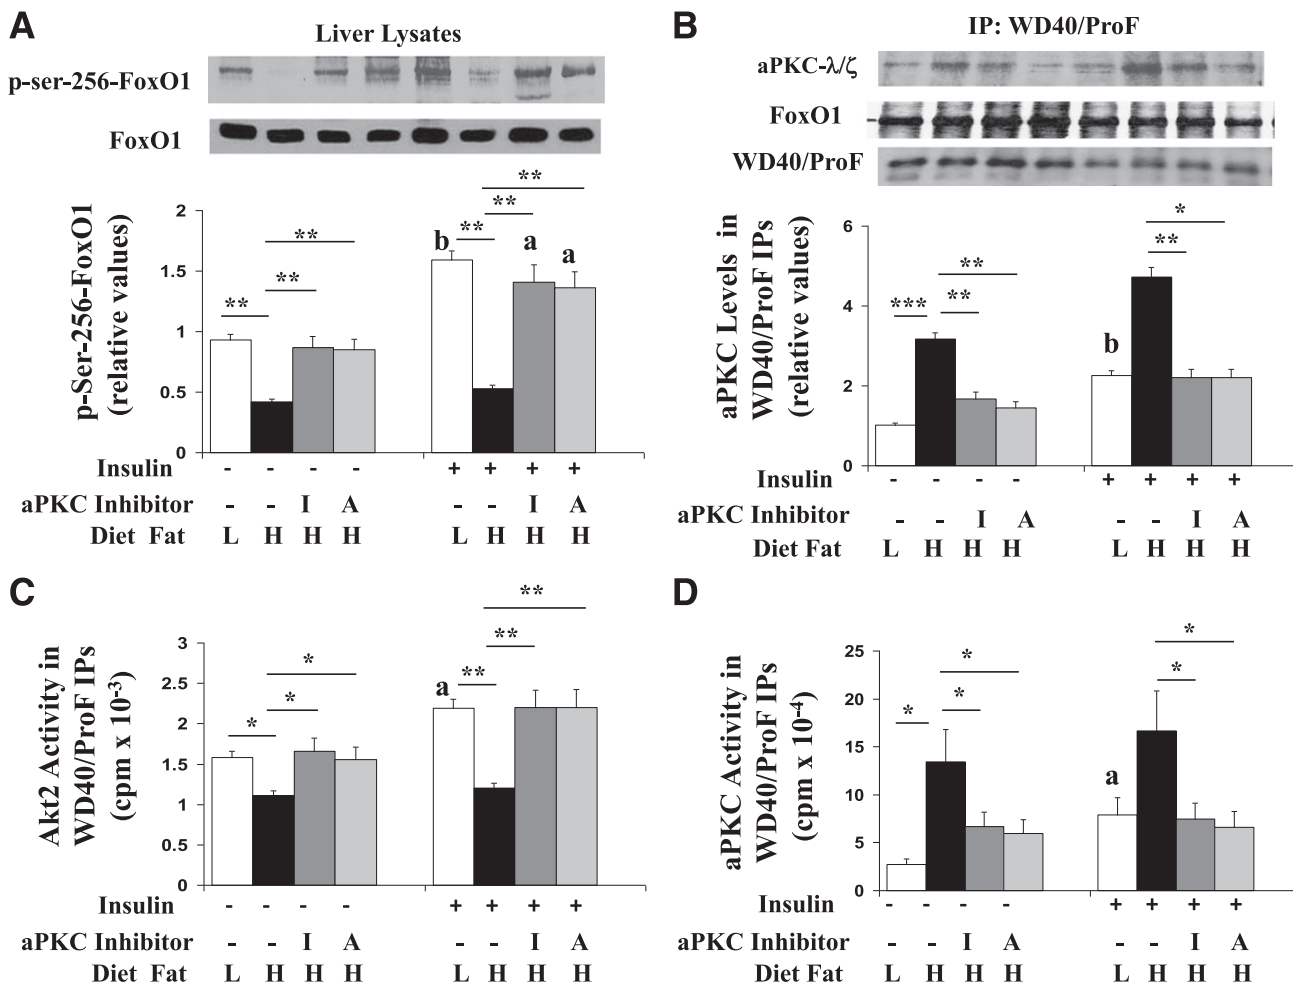 A
Liver Lysates
p-ser-256-FoxO1
FoxO1
p-Ser-256-FoxO1
(relative values)
2
1.5
1
0.5
0
** ** ** ** ** **
b a a
Insulin - - - - + + + +
aPKC Inhibitor - - I A - - I A
Diet Fat L H H H L H H H
B
IP: WD40/ProF
aPKC-λ/ζ
FoxO1
WD40/ProF
aPKC Levels in
WD40/ProF IPs
(relative values)
6
4
2
0
*** ** ** ** *
b
Insulin - - - - + + + +
aPKC Inhibitor - - I A - - I A
Diet Fat L H H H L H H H
C
Akt2 Activity in
WD40/ProF IPs
(cpm x 10-3)
3
2.5
2
1.5
1
0.5
0
* * * ** ** **
a
Insulin - - - - + + + +
aPKC Inhibitor - - I A - - I A
Diet Fat L H H H L H H H
D
aPKC Activity in
WD40/ProF IPs
(cpm x 10-4)
25
20
15
10
5
0
* * * * *
a
Insulin - - - - + + + +
aPKC Inhibitor - - I A - - I A
Diet Fat L H H H L H H H